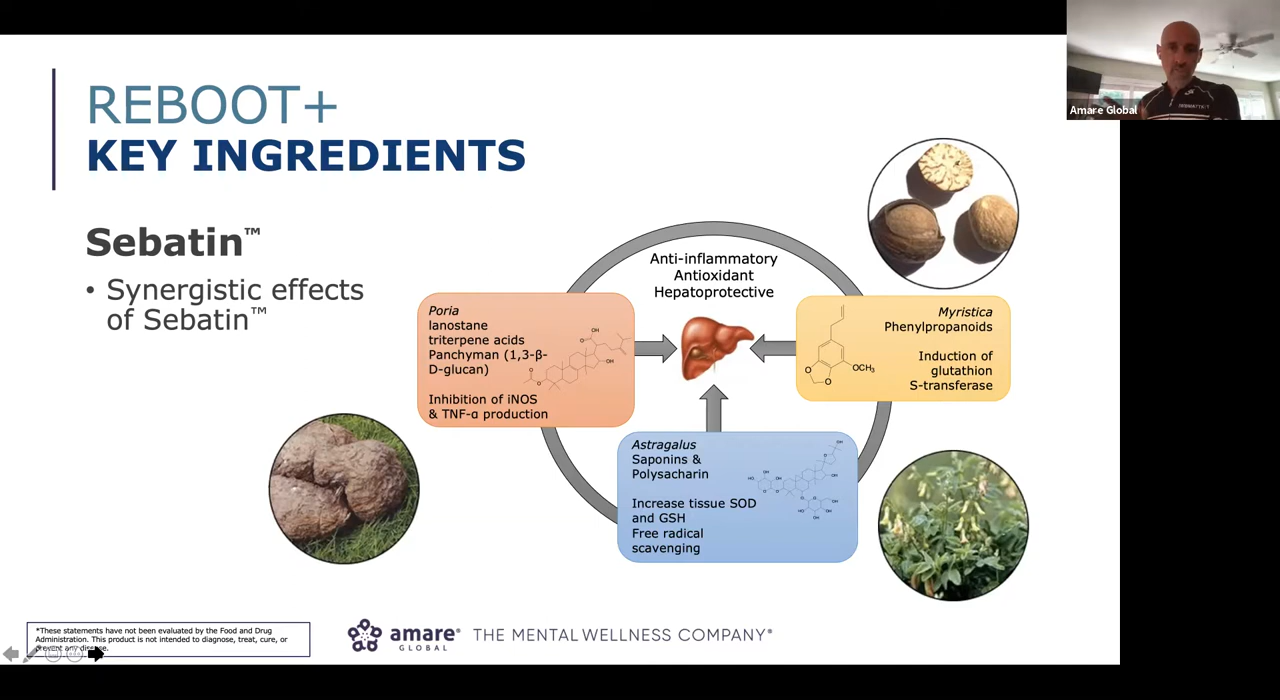 REBOOT+
KEY INGREDIENTS
Sebatin™
• Synergistic effects
of Sebatin™
Anti-inflammatory
Antioxidant
Hepatoprotective
Poria
lanostane
triterpene acids
Panchyman (1,3-β-
D-glucan)
Inhibition of iNOS
& TNF-α production
OH
O
OH
O
O
Myristica
Phenylpropanoids
Induction of
glutathion
S-transferase
O
O
OCH₃
Astragalus
Saponins &
Polysacharin
Increase tissue SOD
and GSH
Free radical
scavenging
*These statements have not been evaluated by the Food and Drug
Administration. This product is not intended to diagnose, treat, cure, or
prevent any disease.
amare®
GLOBAL
THE MENTAL WELLNESS COMPANY®
Amare Global